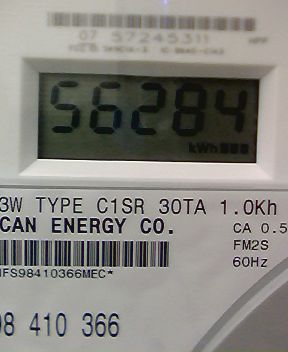 07 57245311
56284
kWh
3W TYPE C1SR 30TA 1.0Kh
CAN ENERGY CO.
CA 0.5
FM2S
60Hz
IFS98410366MEC*
98 410 366